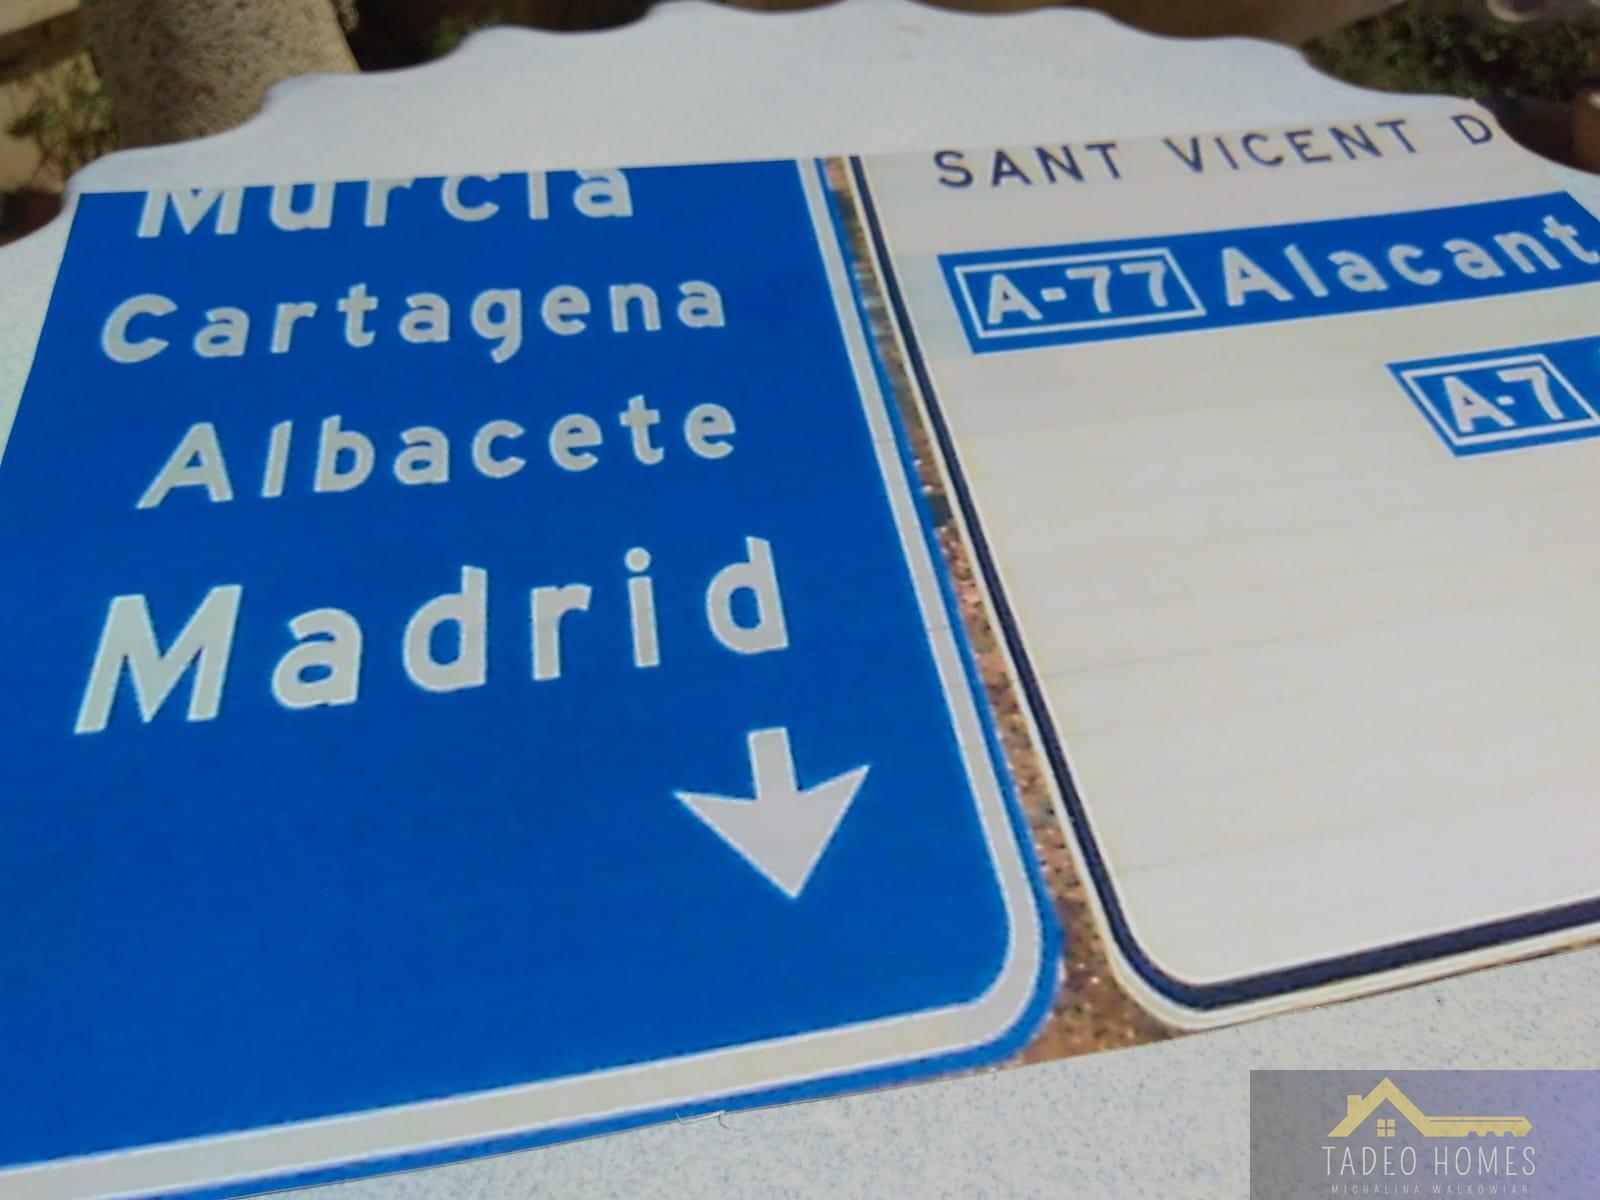 Murcia
Cartagena
Albacete
Madrid
SANT VICENT D
A-77 Alacant
A-7
TADEO HOMES
MICHALINA WALKOWIAK